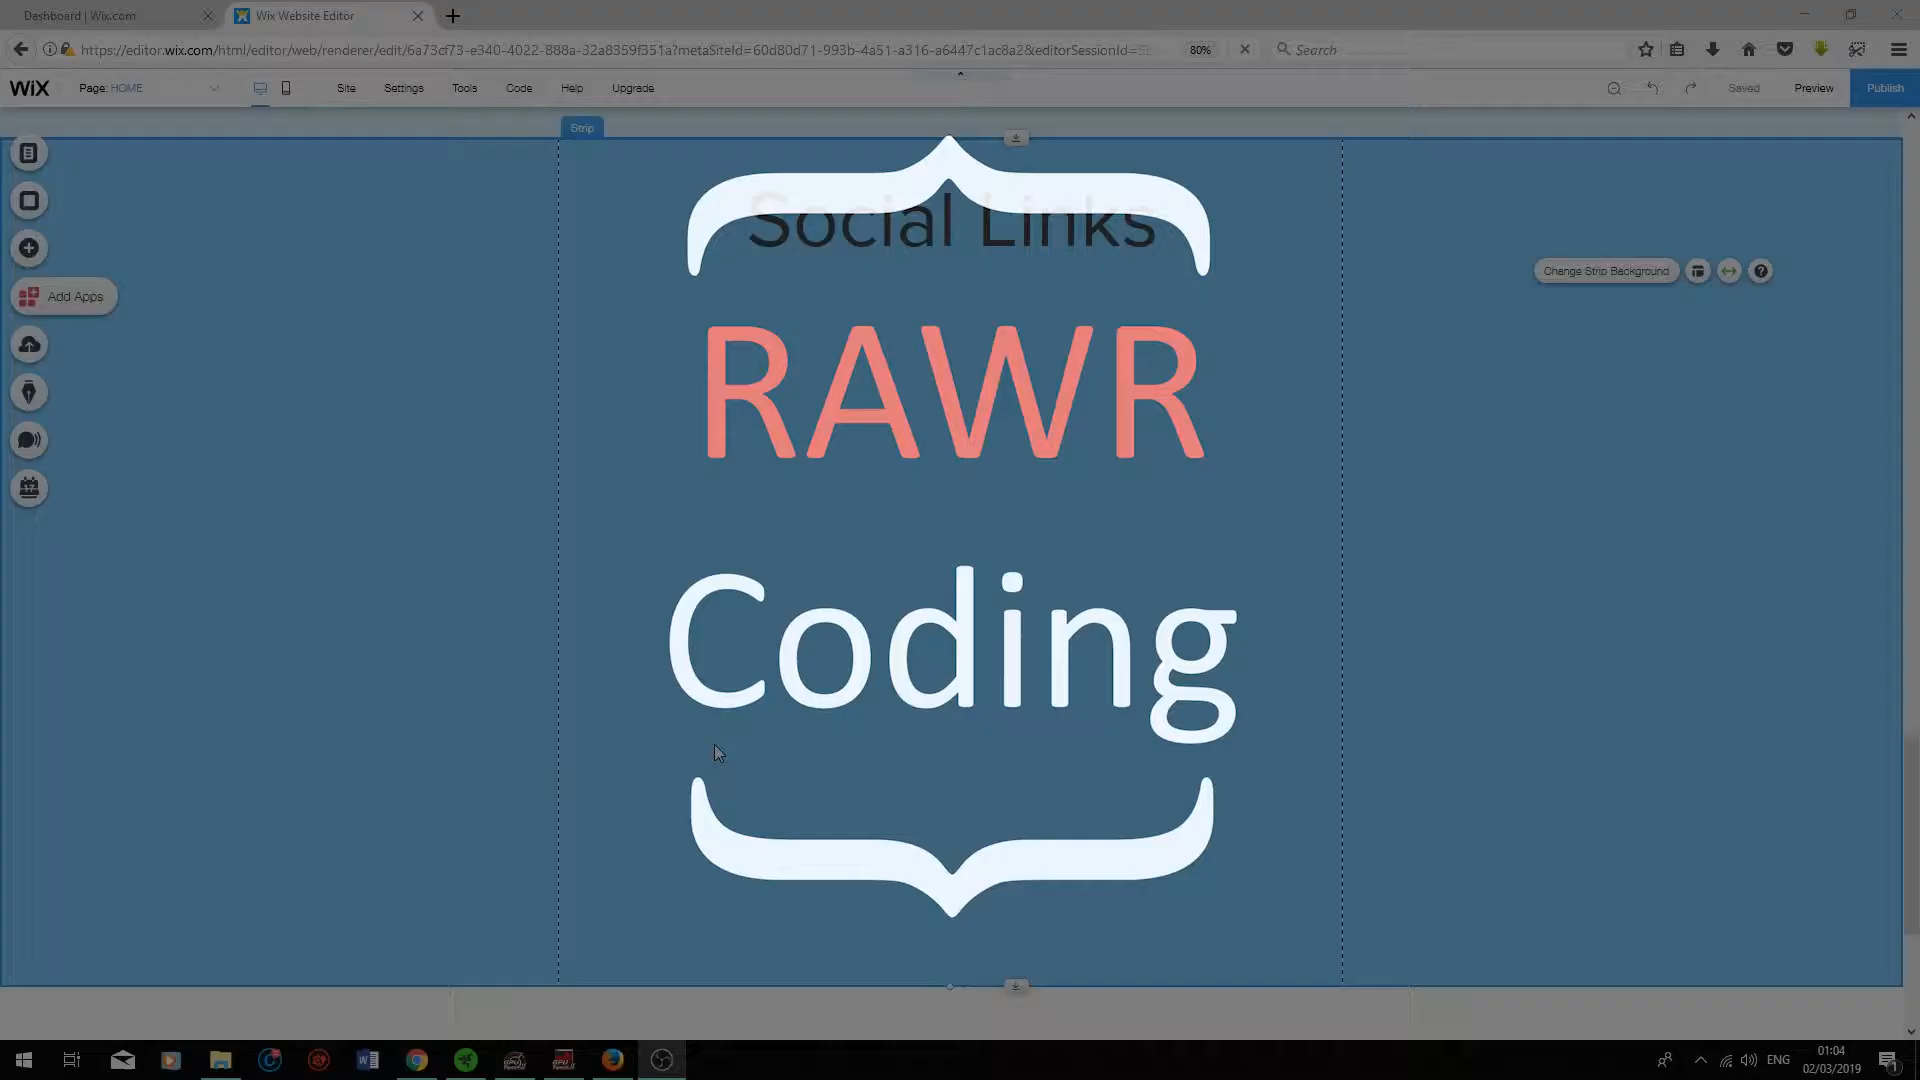 Dashboard | Wix.com
Wix Website Editor
https://editor.wix.com/html/editor/web/renderer/edit/6a73cf73-e340-4022-888a-32a8359f351a?metaSiteId=60d80d71-993b-4a51-a316-a6447c1ac8a2&editorSessionId=
80%
Search
WiX
Page: HOME
Site
Settings
Tools
Code
Help
Upgrade
Saved
Preview
Publish
Strip
Social Links
Change Strip Background
Add Apps
RAWR
Coding
ENG
01:04
02/03/2019